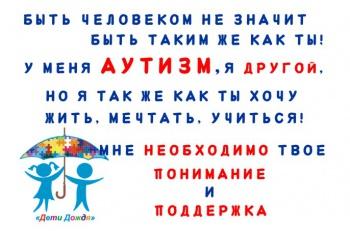 БЫТЬ ЧЕЛОВЕКОМ НЕ ЗНАЧИТ
БЫТЬ ТАКИМ ЖЕ КАК ТЫ!
У МЕНЯ АУТИЗМ, Я ДРУГОЙ,
НО Я ТАК ЖЕ КАК ТЫ ХОЧУ
ЖИТЬ, МЕЧТАТЬ, УЧИТЬСЯ!
МНЕ НЕОБХОДИМО ТВОЕ
ПОНИМАНИЕ
И
ПОДДЕРЖКА
«Дети Дождя»